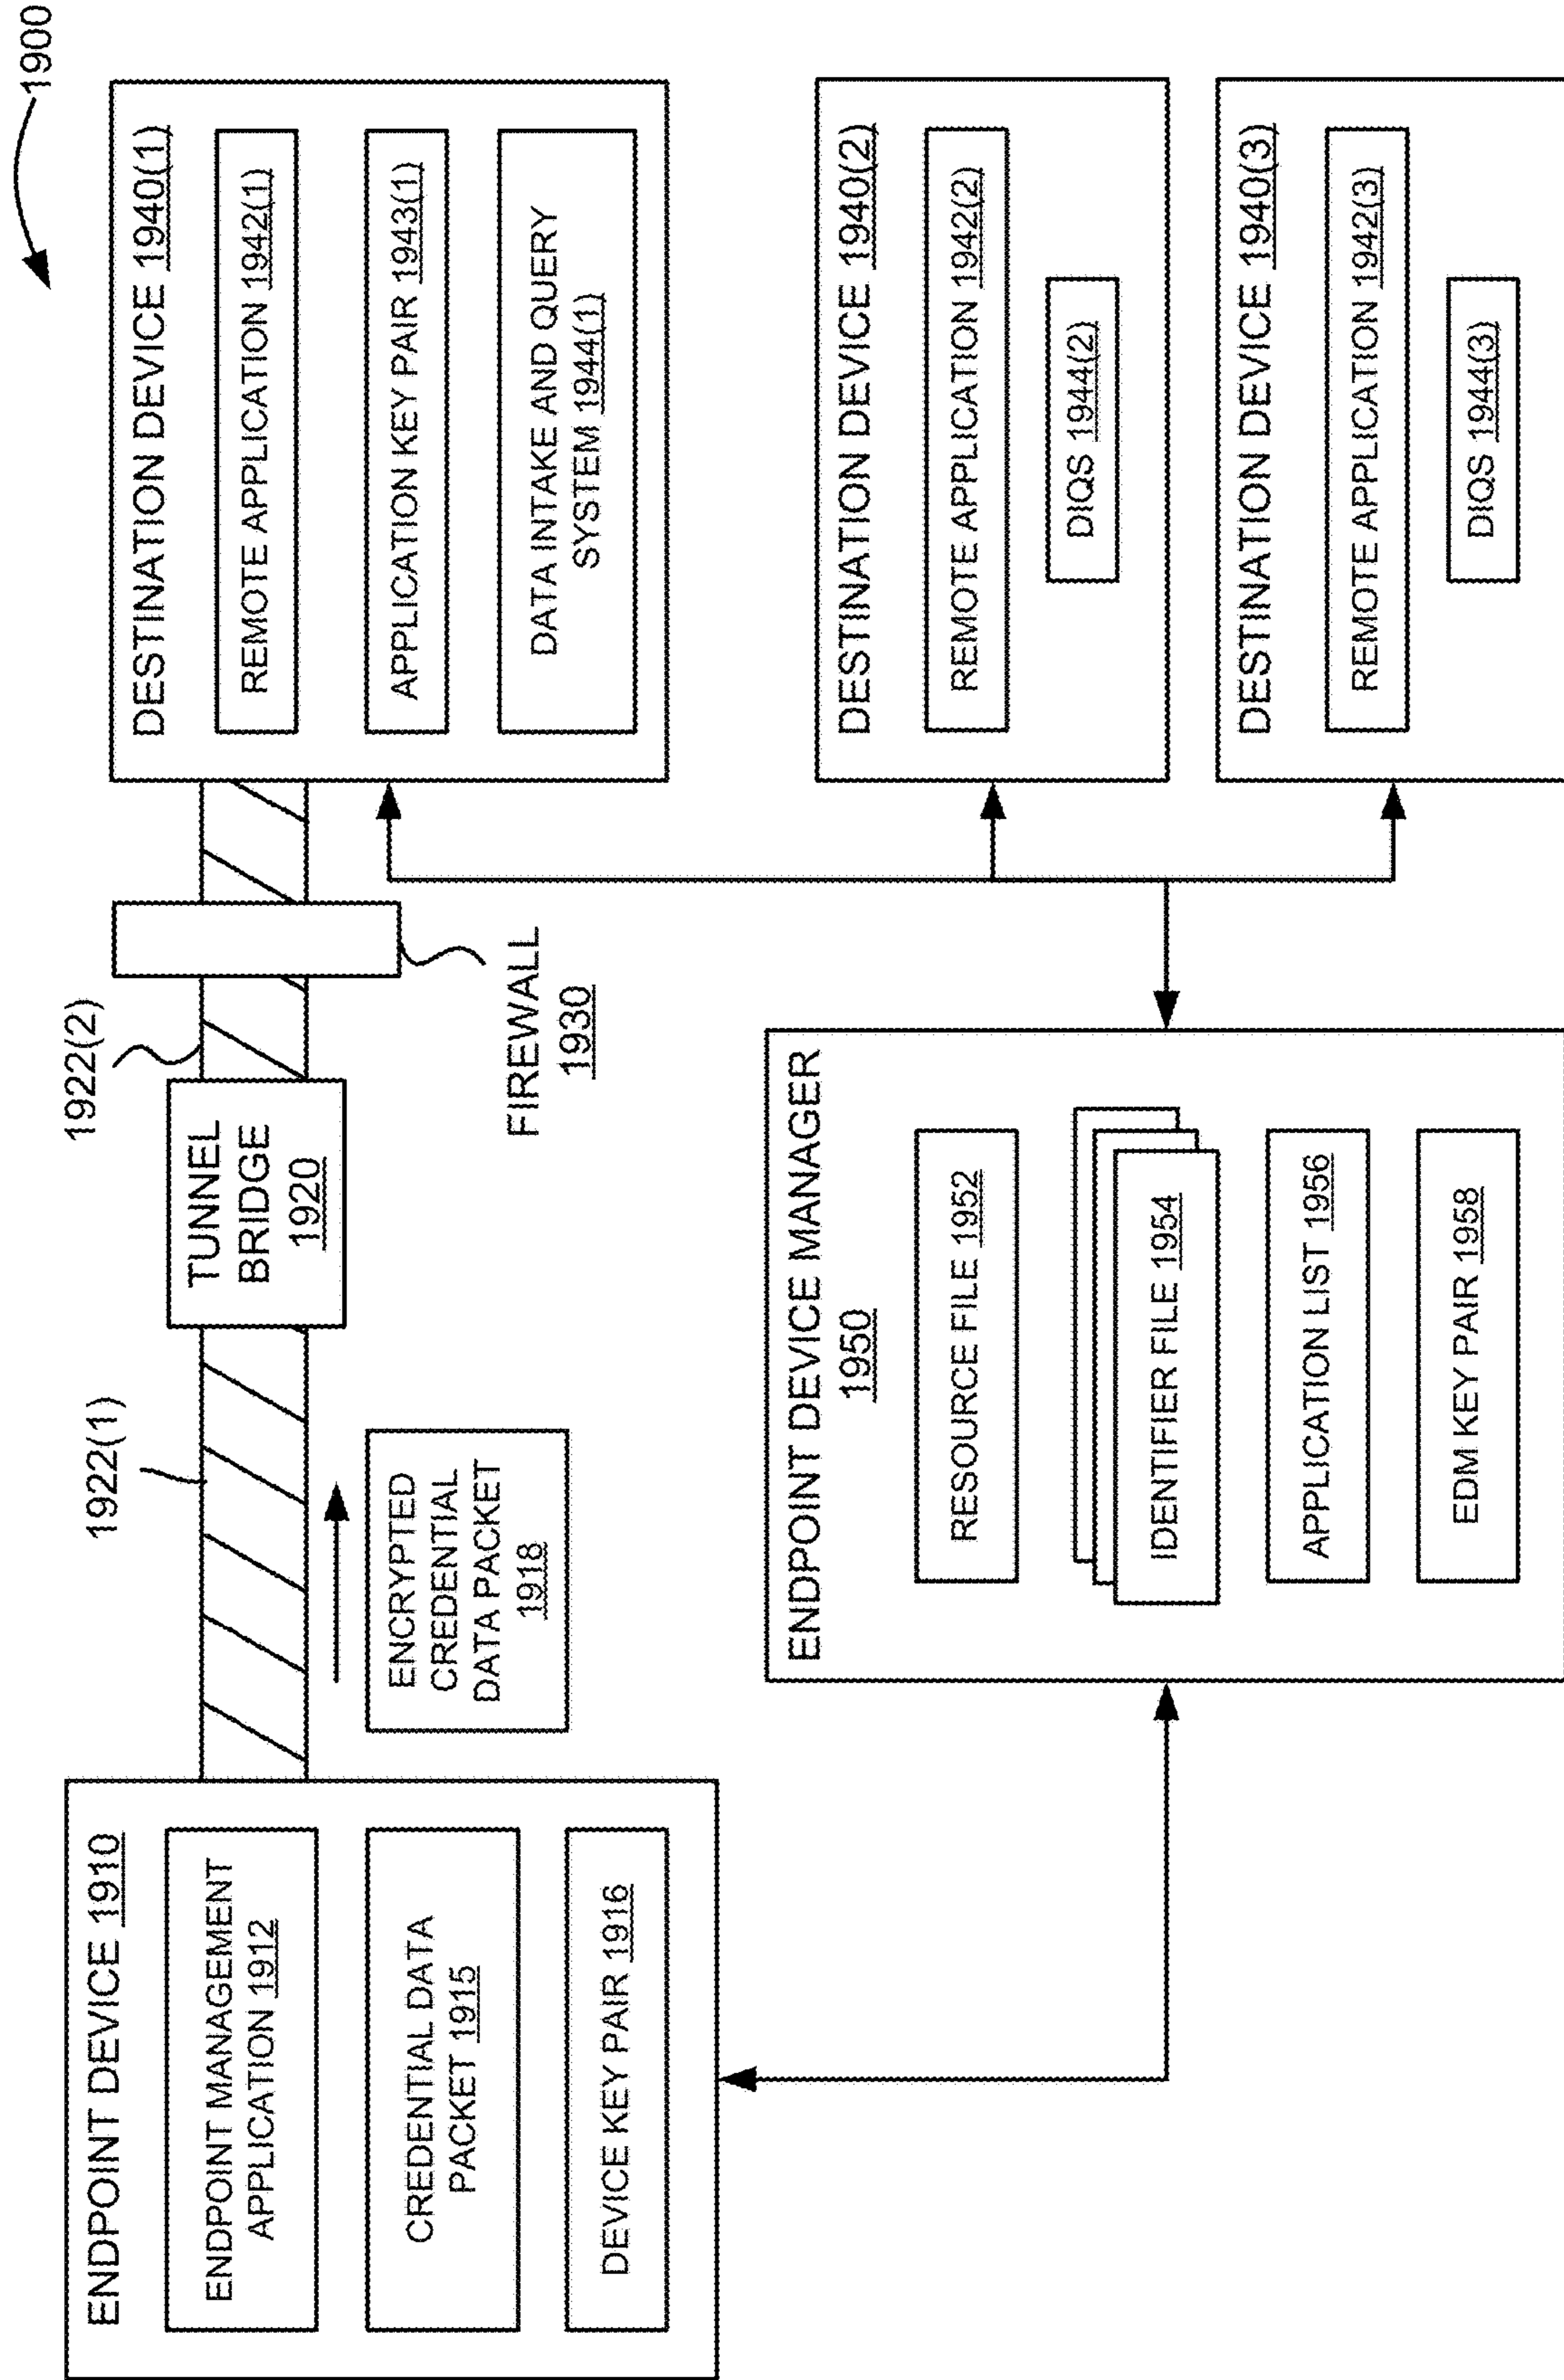 1900
ENDPOINT DEVICE 1910
ENDPOINT MANAGEMENT
APPLICATION 1912
CREDENTIAL DATA
PACKET 1915
DEVICE KEY PAIR 1916
1922(1)
ENCRYPTED
CREDENTIAL
DATA PACKET
1918
TUNNEL
BRIDGE
1920
1922(2)
FIREWALL
1930
DESTINATION DEVICE 1940(1)
REMOTE APPLICATION 1942(1)
APPLICATION KEY PAIR 1943(1)
DATA INTAKE AND QUERY
SYSTEM 1944(1)
ENDPOINT DEVICE MANAGER
1950
RESOURCE FILE 1952
IDENTIFIER FILE 1954
APPLICATION LIST 1956
EDM KEY PAIR 1958
DESTINATION DEVICE 1940(2)
REMOTE APPLICATION 1942(2)
DIQS 1944(2)
DESTINATION DEVICE 1940(3)
REMOTE APPLICATION 1942(3)
DIQS 1944(3)